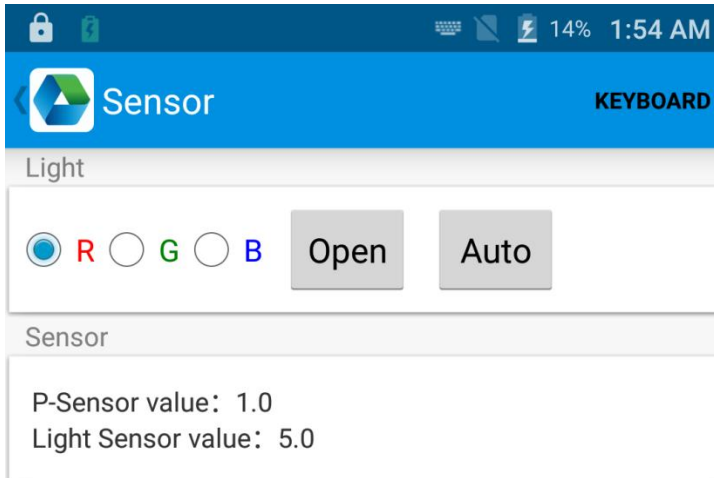 14% 1:54 AM
Sensor KEYBOARD
Light
R G B Open Auto
Sensor
P-Sensor value：1.0
Light Sensor value：5.0